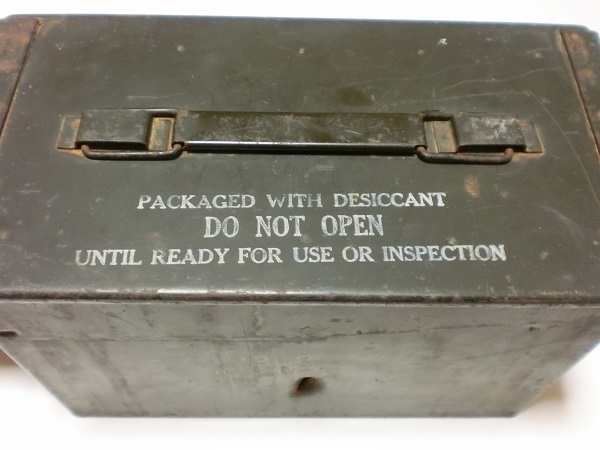 PACKAGED WITH DESICCANT
DO NOT OPEN
UNTIL READY FOR USE OR INSPECTION